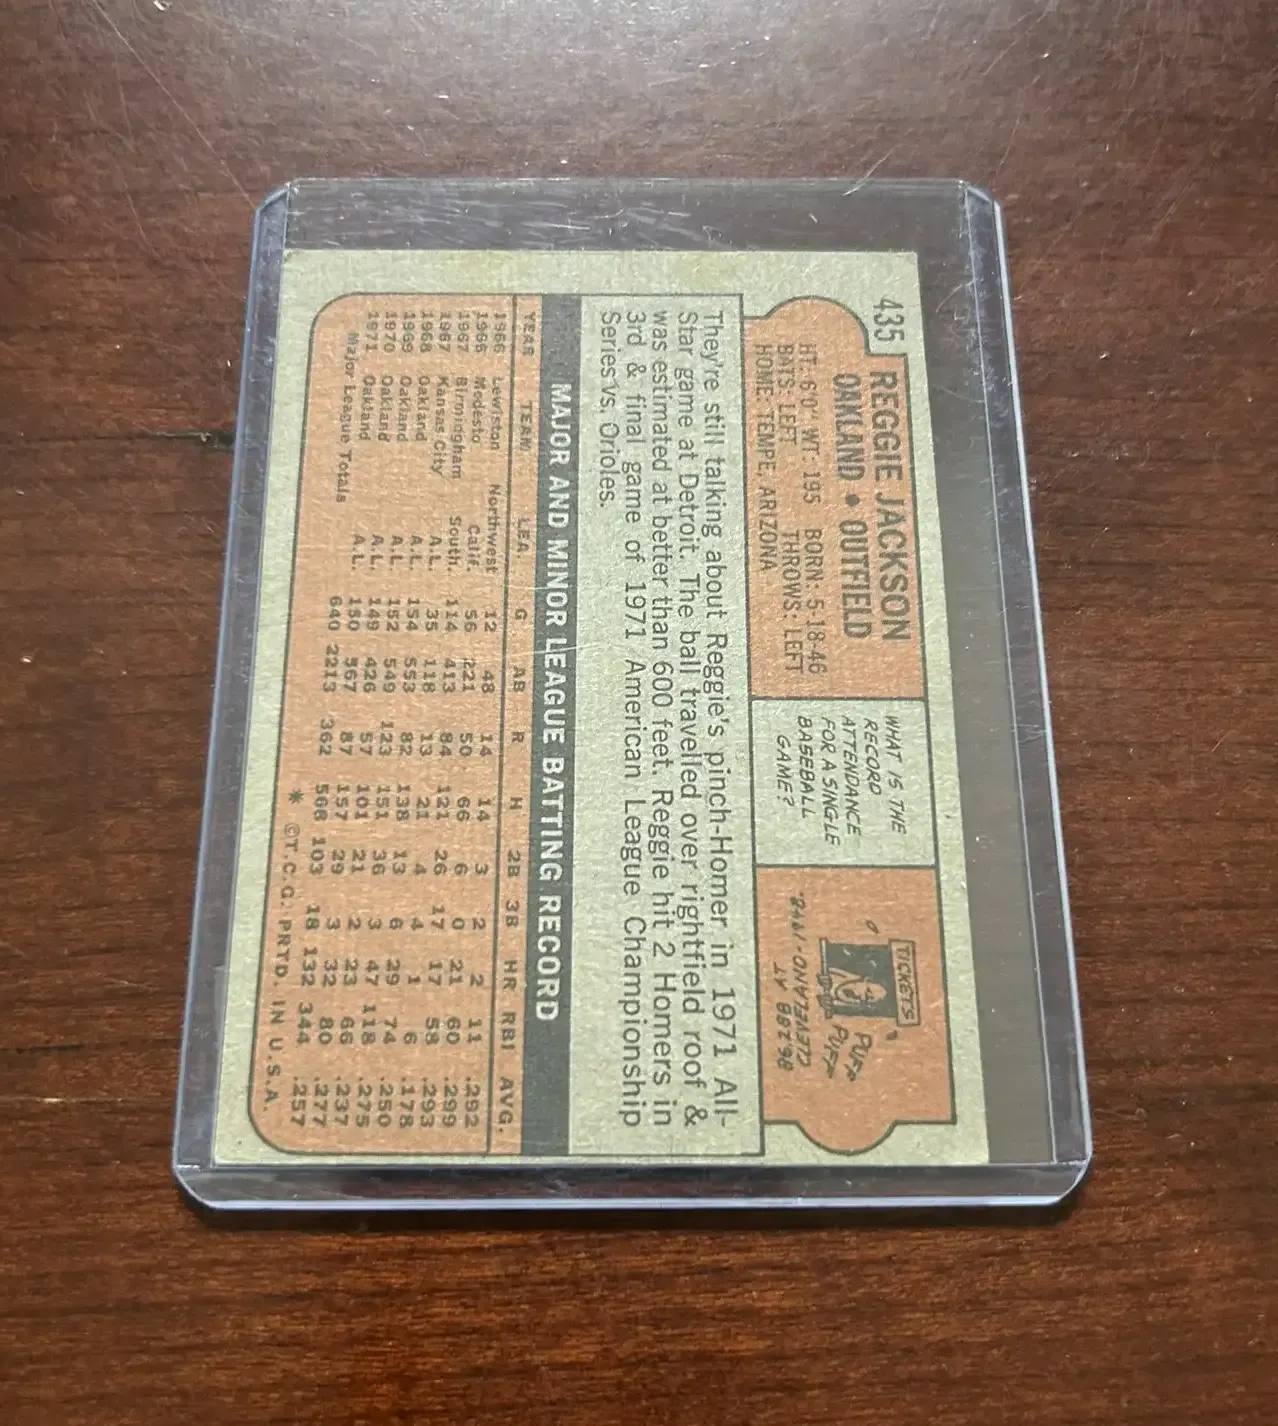 435
REGGIE JACKSON
OAKLAND • OUTFIELD
HT: 6'0" WT: 195 BORN: 5-18-46
BATS: LEFT THROWS: LEFT
HOME: TEMPE, ARIZONA
WHAT IS THE
RECORD
ATTENDANCE
FOR A SINGLE
BASEBALL
GAME?
TICKETS
PUFF
PUFF
86,288 AT
CLEVELAND-1948.
They're still talking about Reggie's pinch-Homer in 1971 All-
Star game at Detroit. The ball travelled over rightfield roof &
was estimated at better than 600 feet. Reggie hit 2 Homers in
3rd & final game of 1971 American League Championship
Series vs. Orioles.
MAJOR AND MINOR LEAGUE BATTING RECORD
YEAR TEAM LEA. G AB R H 2B 3B HR RBI AVG.
1966 Lewiston Northwest 12 48 14 14 3 2 2 11 .292
1966 Modesto Calif. 56 221 50 66 6 0 21 60 .299
1967 Birmingham South. 114 413 84 121 26 17 17 58 .293
1967 Kansas City A.L. 35 118 13 21 4 4 1 6 .178
1968 Oakland A.L. 154 553 82 138 13 6 29 74 .250
1969 Oakland A.L. 152 549 123 151 36 3 47 118 .275
1970 Oakland A.L. 149 426 57 101 21 2 23 66 .237
1971 Oakland A.L. 150 567 87 157 29 3 32 80 .277
Major League Totals 640 2213 362 568 103 18 132 344 .257
* ©T.C.G. PRTD. IN U.S.A.